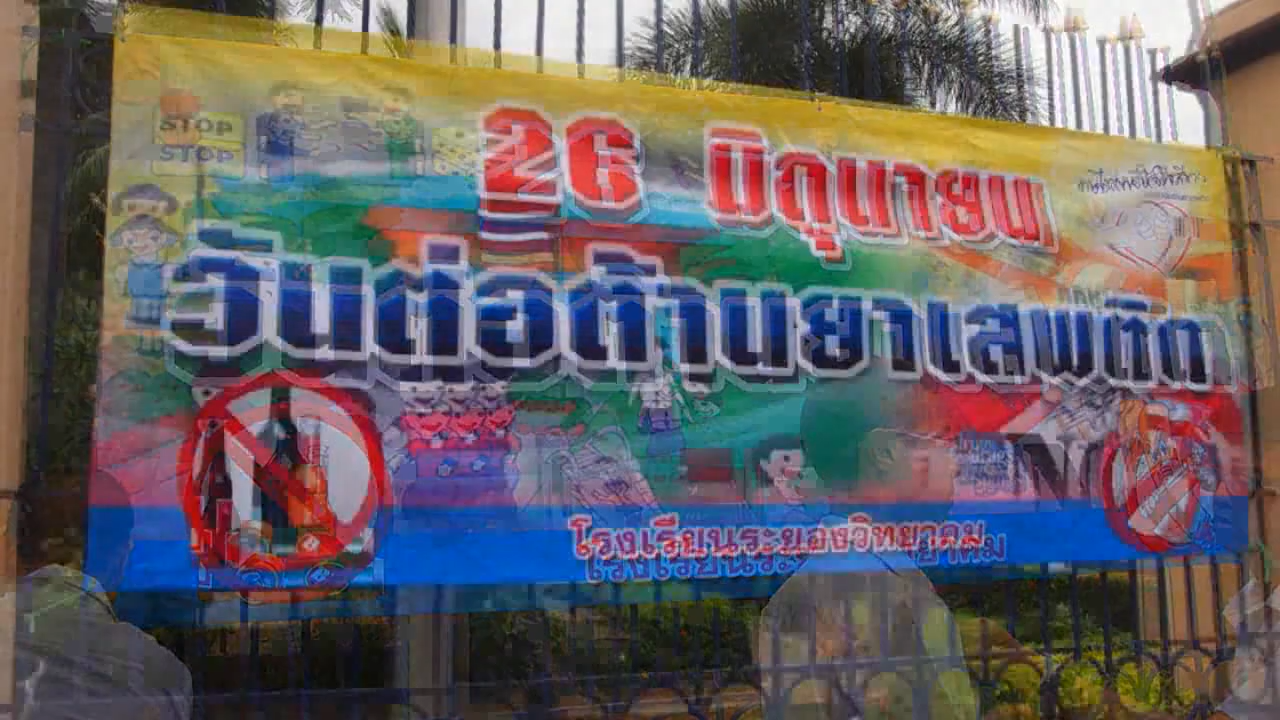 STOP
STOP
26 มิถุนายน
วันต่อต้านยาเสพติด
โรงเรียนระยองวิทยาคม